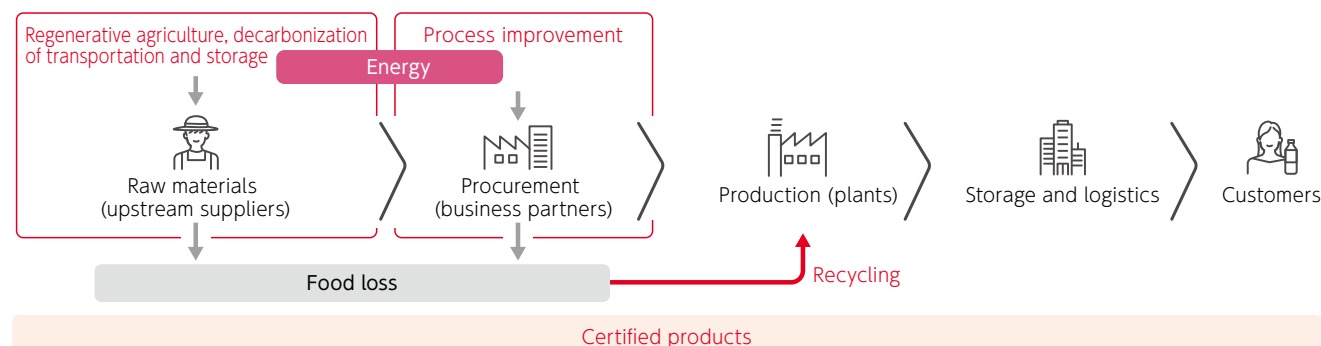 Regenerative agriculture, decarbonization
of transportation and storage
Process improvement
Energy
Raw materials
(upstream suppliers)
Procurement
(business partners)
Production (plants)
Storage and logistics
Customers
Food loss
Recycling
Certified products